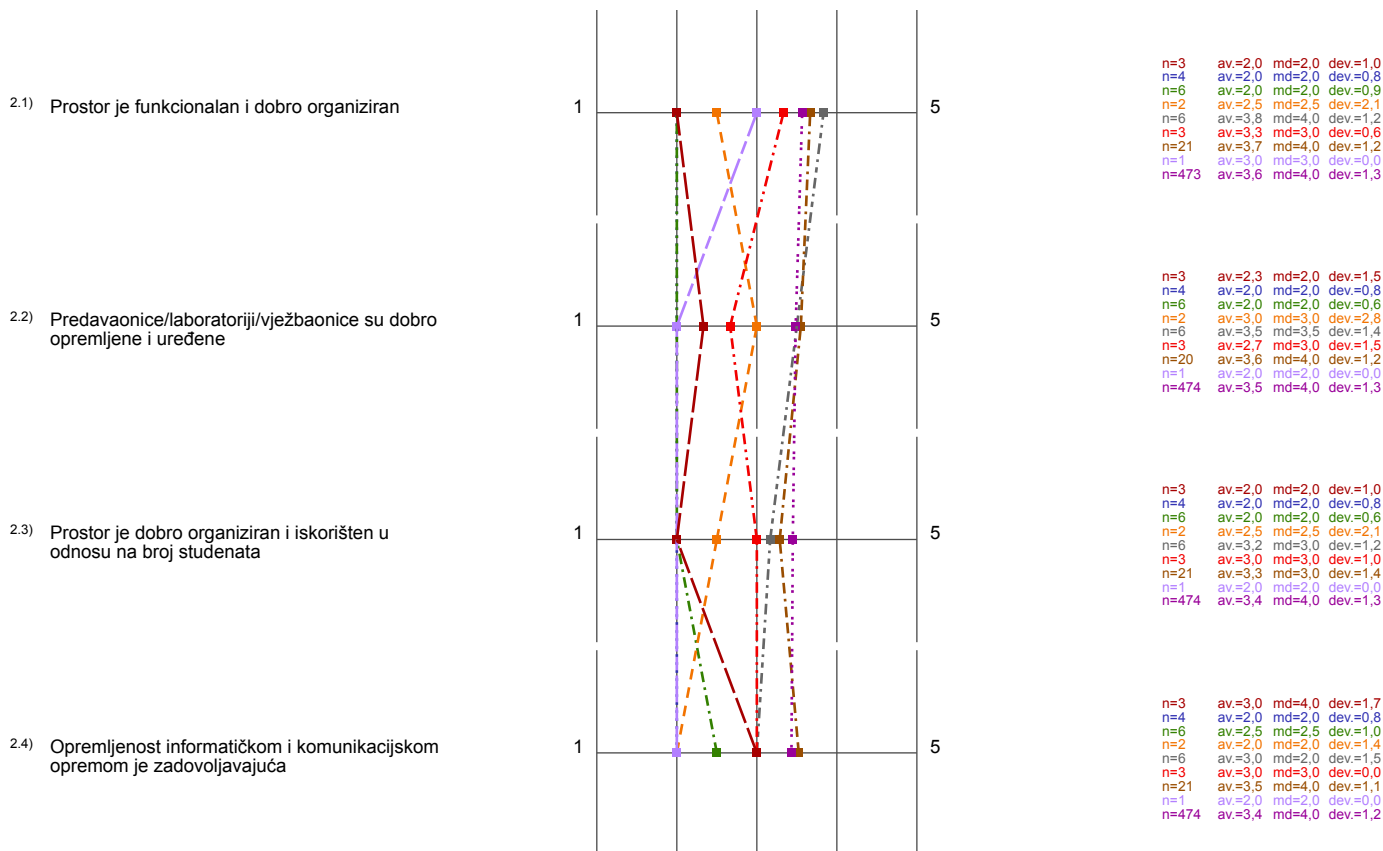 2.1) Prostor je funkcionalan i dobro organiziran 1 5
n=3 av.=2,0 md=2,0 dev.=1,0
n=4 av.=2,0 md=2,0 dev.=0,8
n=6 av.=2,0 md=2,0 dev.=0,9
n=2 av.=2,5 md=2,5 dev.=2,1
n=6 av.=3,8 md=4,0 dev.=1,2
n=3 av.=3,3 md=3,0 dev.=0,6
n=21 av.=3,7 md=4,0 dev.=1,2
n=1 av.=3,0 md=3,0 dev.=0,0
n=473 av.=3,6 md=4,0 dev.=1,3
2.2) Predavaonice/laboratoriji/vježbaonice su dobro 1 5
opremljene i uređene
n=3 av.=2,3 md=2,0 dev.=1,5
n=4 av.=2,0 md=2,0 dev.=0,8
n=6 av.=2,0 md=2,0 dev.=0,6
n=2 av.=3,0 md=3,0 dev.=2,8
n=6 av.=3,5 md=3,5 dev.=1,4
n=3 av.=2,7 md=3,0 dev.=1,5
n=20 av.=3,6 md=4,0 dev.=1,2
n=1 av.=2,0 md=2,0 dev.=0,0
n=474 av.=3,5 md=4,0 dev.=1,3
2.3) Prostor je dobro organiziran i iskorišten u 1 5
odnosu na broj studenata
n=3 av.=2,0 md=2,0 dev.=1,0
n=4 av.=2,0 md=2,0 dev.=0,8
n=6 av.=2,0 md=2,0 dev.=0,6
n=2 av.=2,5 md=2,5 dev.=2,1
n=6 av.=3,2 md=3,0 dev.=1,2
n=3 av.=3,0 md=3,0 dev.=1,0
n=21 av.=3,3 md=3,0 dev.=1,4
n=1 av.=2,0 md=2,0 dev.=0,0
n=474 av.=3,4 md=4,0 dev.=1,3
2.4) Opremljenost informatičkom i komunikacijskom 1 5
opremom je zadovoljavajuća
n=3 av.=3,0 md=4,0 dev.=1,7
n=4 av.=2,0 md=2,0 dev.=0,8
n=6 av.=2,5 md=2,5 dev.=1,0
n=2 av.=2,0 md=2,0 dev.=1,4
n=6 av.=3,0 md=2,0 dev.=1,5
n=3 av.=3,0 md=3,0 dev.=0,0
n=21 av.=3,5 md=4,0 dev.=1,1
n=1 av.=2,0 md=2,0 dev.=0,0
n=474 av.=3,4 md=4,0 dev.=1,2